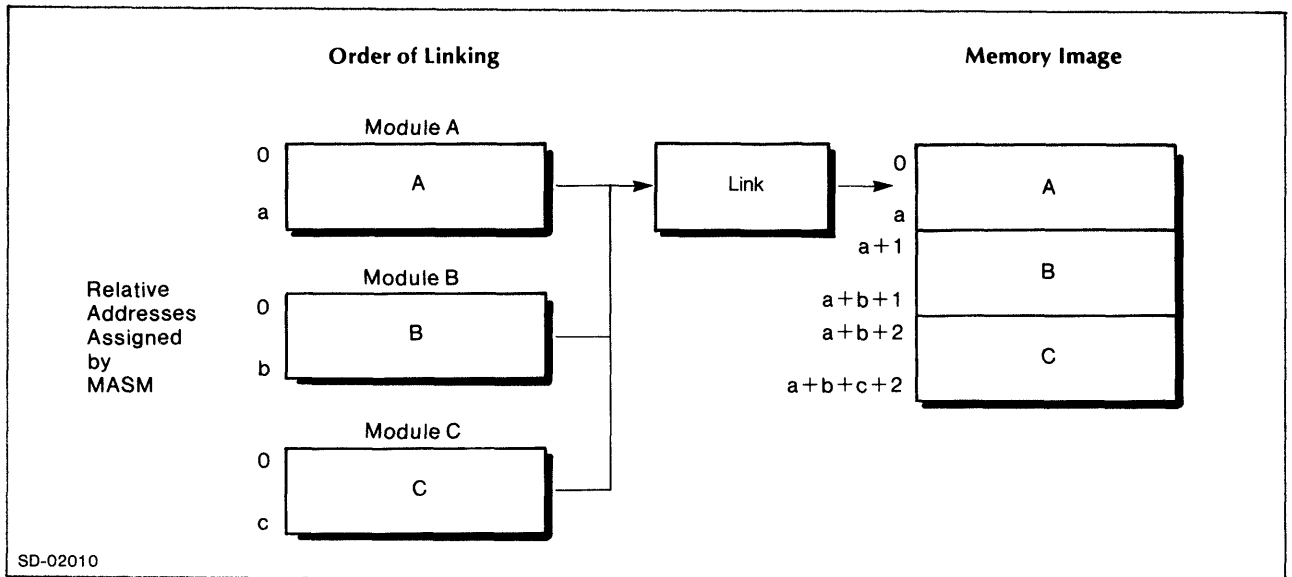 Order of Linking
Memory Image
Module A
0
A
a
Link
0
A
a
a+1
B
a+b+1
a+b+2
C
a+b+c+2
Relative
Addresses
Assigned
by
MASM
Module B
0
B
b
Module C
0
C
c
SD-02010